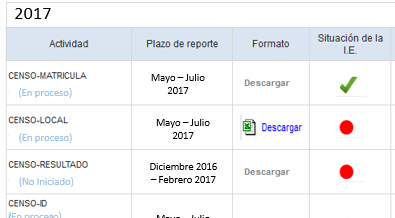 2017
Actividad
Plazo de reporte
Formato
Situación de la
I.E.
CENSO-MATRICULA
(En proceso)
Mayo – Julio
2017
Descargar
CENSO-LOCAL
(En proceso)
Mayo – Julio
2017
Descargar
CENSO-RESULTADO
(No Iniciado)
Diciembre 2016
– Febrero 2017
Descargar
CENSO-ID
(En proceso)
Mayo – Julio